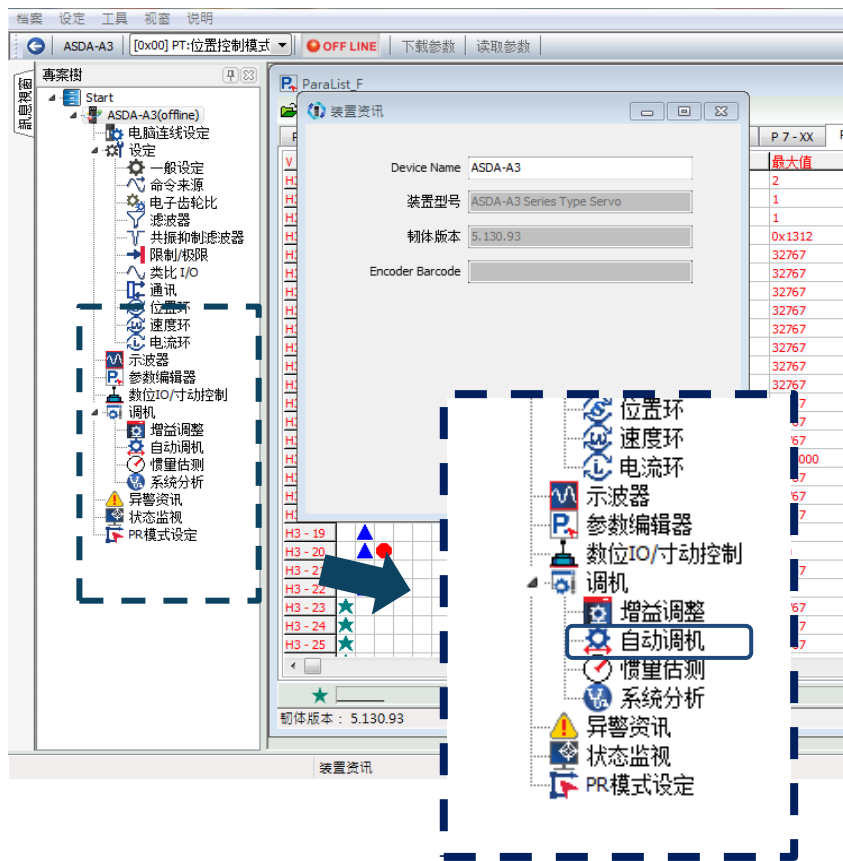 档案 设定 工具 视窗 说明
ASDA-A3 [0x00] PT:位置控制模式 OFF LINE 下载参数 读取参数
訊息視窗
專案樹
Start
ASDA-A3(offline)
电脑连线设定
设定
一般设定
命令来源
电子齿轮比
滤波器
共振抑制滤波器
限制/极限
类比 I/O
通讯
位置环
速度环
电流环
示波器
参数编辑器
数位IO/寸动控制
调机
增益调整
自动调机
惯量估测
系统分析
异警资讯
状态监视
PR模式设定
ParaList_F
装置资讯
Device Name ASDA-A3
装置型号 ASDA-A3 Series Type Servo
韧体版本 5.130.93
Encoder Barcode
P 7 - XX
最大值
2
1
1
0x1312
32767
32767
32767
32767
32767
32767
32767
32767
H3 - 19
H3 - 20
H3 - 21
H3 - 22
H3 - 23
H3 - 24
H3 - 25
韧体版本： 5.130.93
装置资讯
位置环
速度环
电流环
示波器
参数编辑器
数位IO/寸动控制
调机
增益调整
自动调机
惯量估测
系统分析
异警资讯
状态监视
PR模式设定